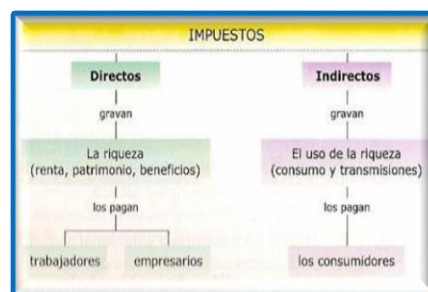 IMPUESTOS
Directos
Indirectos
gravan
gravan
La riqueza
(renta, patrimonio, beneficios)
El uso de la riqueza
(consumo y transmisiones)
los pagan
los pagan
trabajadores
empresarios
los consumidores